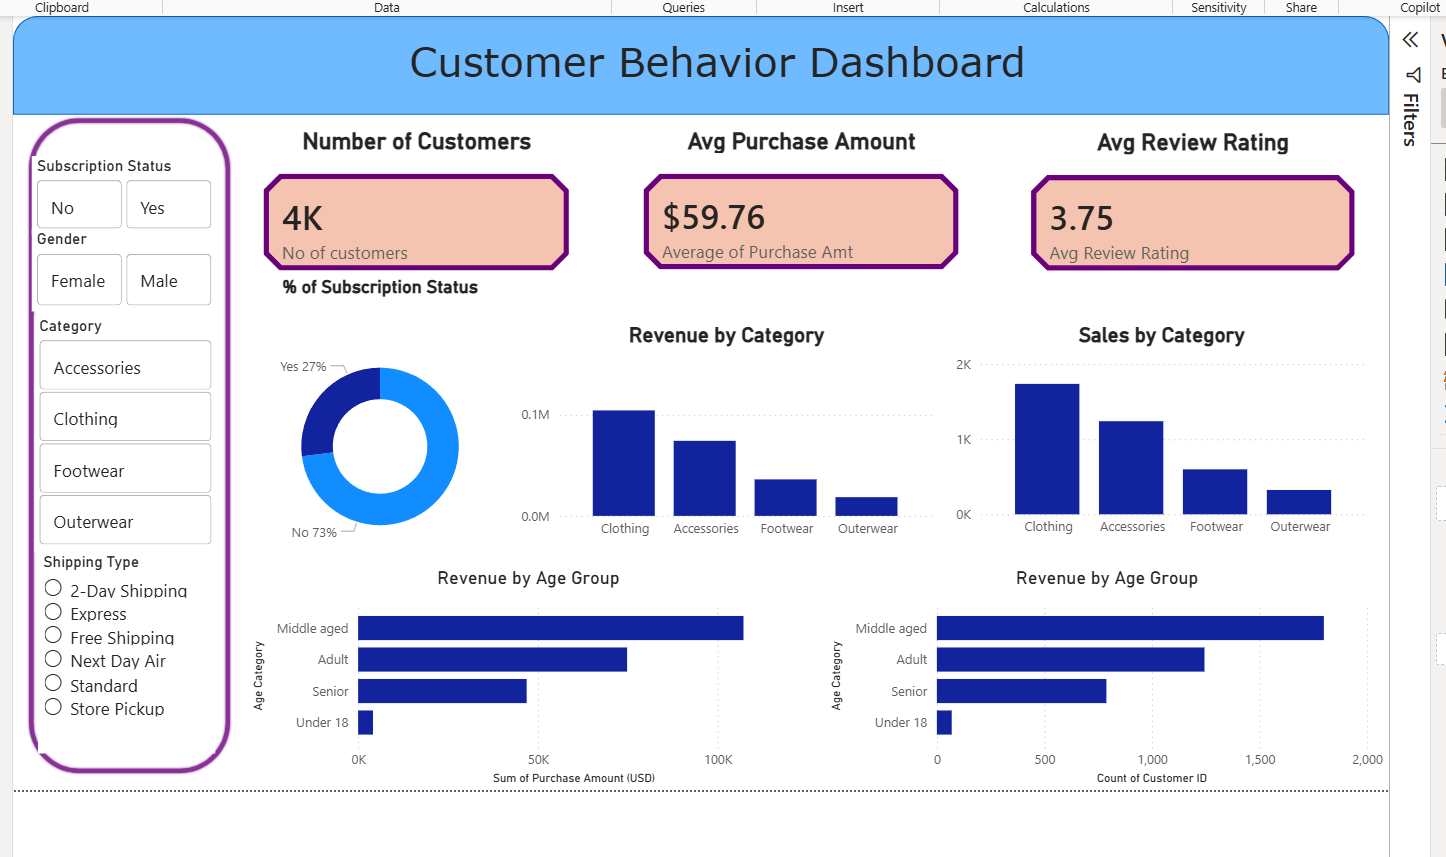 Clipboard
Data
Queries
Insert
Calculations
Sensitivity
Share
Copilot
Customer Behavior Dashboard
Filters
Subscription Status
No
Yes
Gender
Female
Male
Category
Accessories
Clothing
Footwear
Outerwear
Shipping Type
2-Day Shipping
Express
Free Shipping
Next Day Air
Standard
Store Pickup
Number of Customers
4K
No of customers
Avg Purchase Amount
$59.76
Average of Purchase Amt
Avg Review Rating
3.75
Avg Review Rating
% of Subscription Status
Yes 27%
No 73%
Revenue by Category
0.1M
0.0M
Clothing
Accessories
Footwear
Outerwear
Sales by Category
2K
1K
0K
Clothing
Accessories
Footwear
Outerwear
Revenue by Age Group
Age Category
Middle aged
Adult
Senior
Under 18
0K
50K
100K
Sum of Purchase Amount (USD)
Revenue by Age Group
Age Category
Middle aged
Adult
Senior
Under 18
0
500
1,000
1,500
2,000
Count of Customer ID